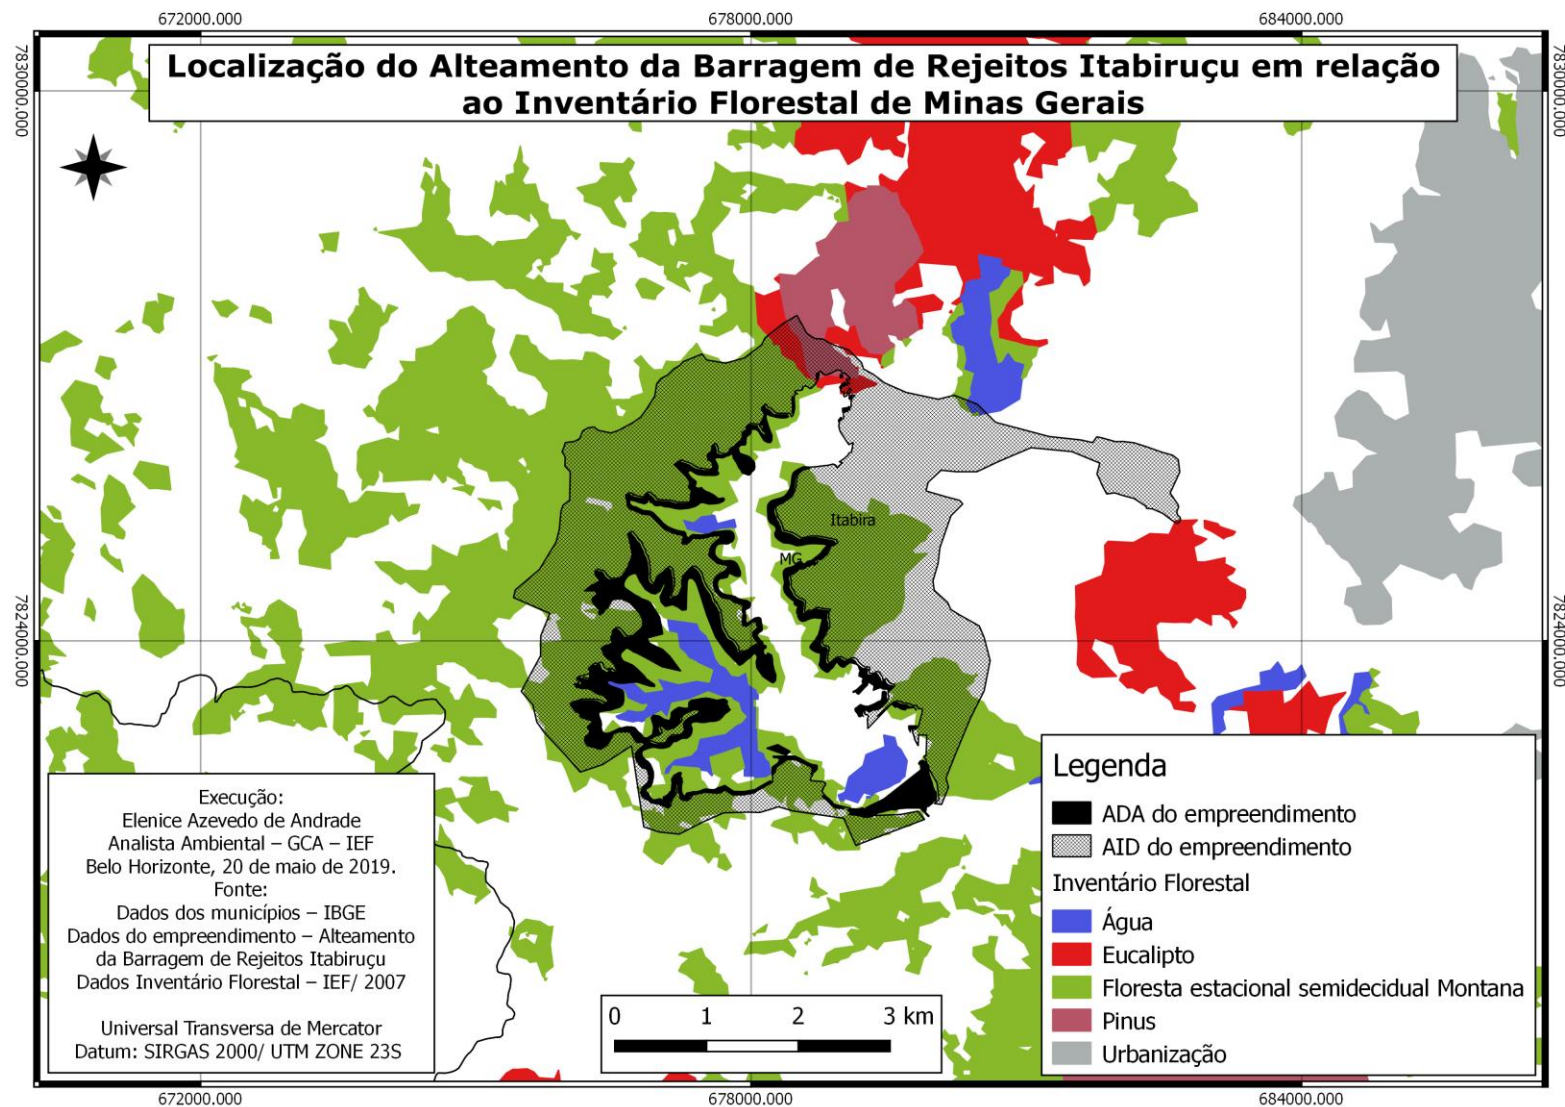 672000.000
678000.000
684000.000
7830000.000
7830000.000
Localização do Alteamento da Barragem de Rejeitos Itabiruçu em relação
ao Inventário Florestal de Minas Gerais
Itabira
MG
7824000.000
7824000.000
Execução:
Elenice Azevedo de Andrade
Analista Ambiental – GCA – IEF
Belo Horizonte, 20 de maio de 2019.
Fonte:
Dados dos municípios – IBGE
Dados do empreendimento – Alteamento
da Barragem de Rejeitos Itabiruçu
Dados Inventário Florestal – IEF/ 2007
Universal Transversa de Mercator
Datum: SIRGAS 2000/ UTM ZONE 23S
0 1 2 3 km
Legenda
ADA do empreendimento
AID do empreendimento
Inventário Florestal
Água
Eucalipto
Floresta estacional semidecidual Montana
Pinus
Urbanização
672000.000
678000.000
684000.000